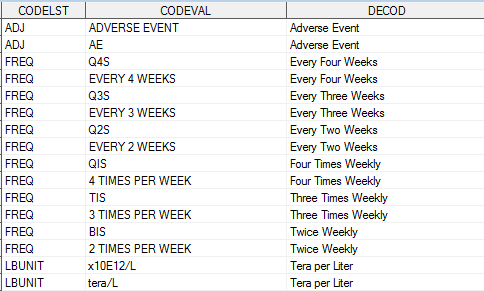 CODELST CODEVAL DECOD
ADJ ADVERSE EVENT Adverse Event
ADJ AE Adverse Event
FREQ Q4S Every Four Weeks
FREQ EVERY 4 WEEKS Every Four Weeks
FREQ Q3S Every Three Weeks
FREQ EVERY 3 WEEKS Every Three Weeks
FREQ Q2S Every Two Weeks
FREQ EVERY 2 WEEKS Every Two Weeks
FREQ QIS Four Times Weekly
FREQ 4 TIMES PER WEEK Four Times Weekly
FREQ TIS Three Times Weekly
FREQ 3 TIMES PER WEEK Three Times Weekly
FREQ BIS Twice Weekly
FREQ 2 TIMES PER WEEK Twice Weekly
LBUNIT x10E12/L Tera per Liter
LBUNIT tera/L Tera per Liter